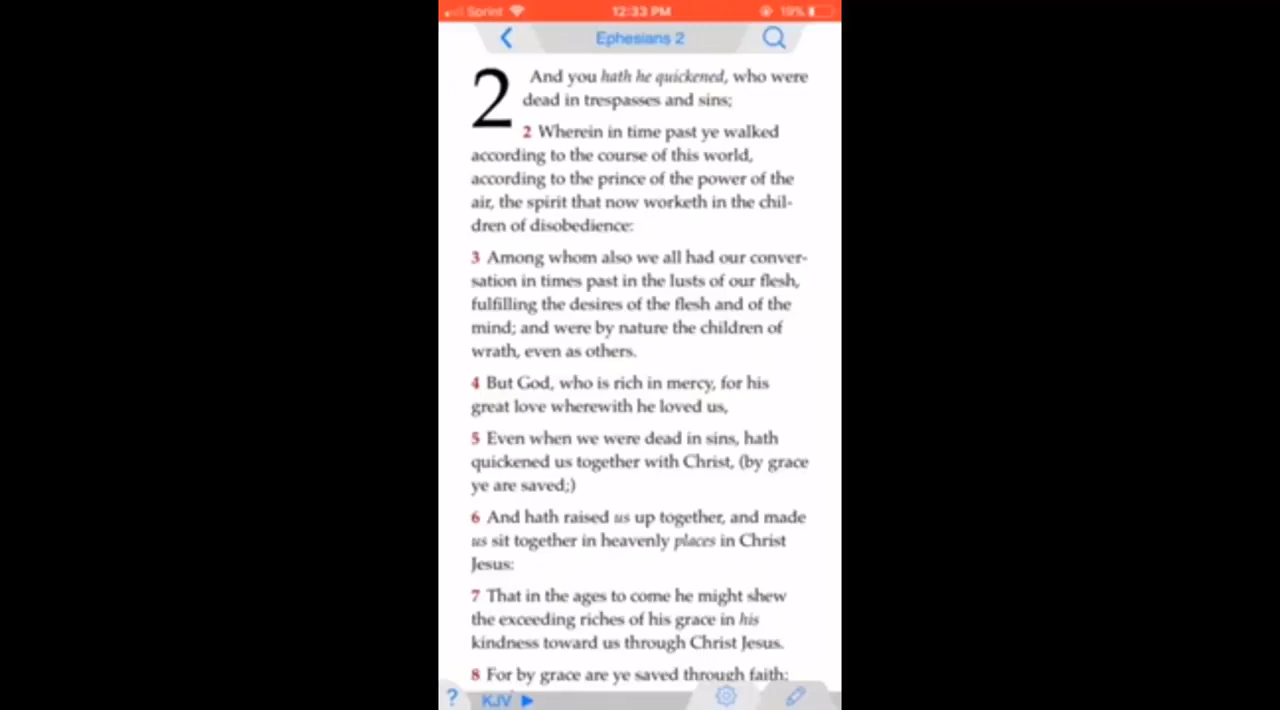 Sprint 12:33 PM 19%
Ephesians 2
2 And you hath he quickened, who were
dead in trespasses and sins;
2 Wherein in time past ye walked
according to the course of this world,
according to the prince of the power of the
air, the spirit that now worketh in the chil-
dren of disobedience:
3 Among whom also we all had our conver-
sation in times past in the lusts of our flesh,
fulfilling the desires of the flesh and of the
mind; and were by nature the children of
wrath, even as others.
4 But God, who is rich in mercy, for his
great love wherewith he loved us,
5 Even when we were dead in sins, hath
quickened us together with Christ, (by grace
ye are saved;)
6 And hath raised us up together, and made
us sit together in heavenly places in Christ
Jesus:
7 That in the ages to come he might shew
the exceeding riches of his grace in his
kindness toward us through Christ Jesus.
8 For by grace are ye saved through faith;
? KJV